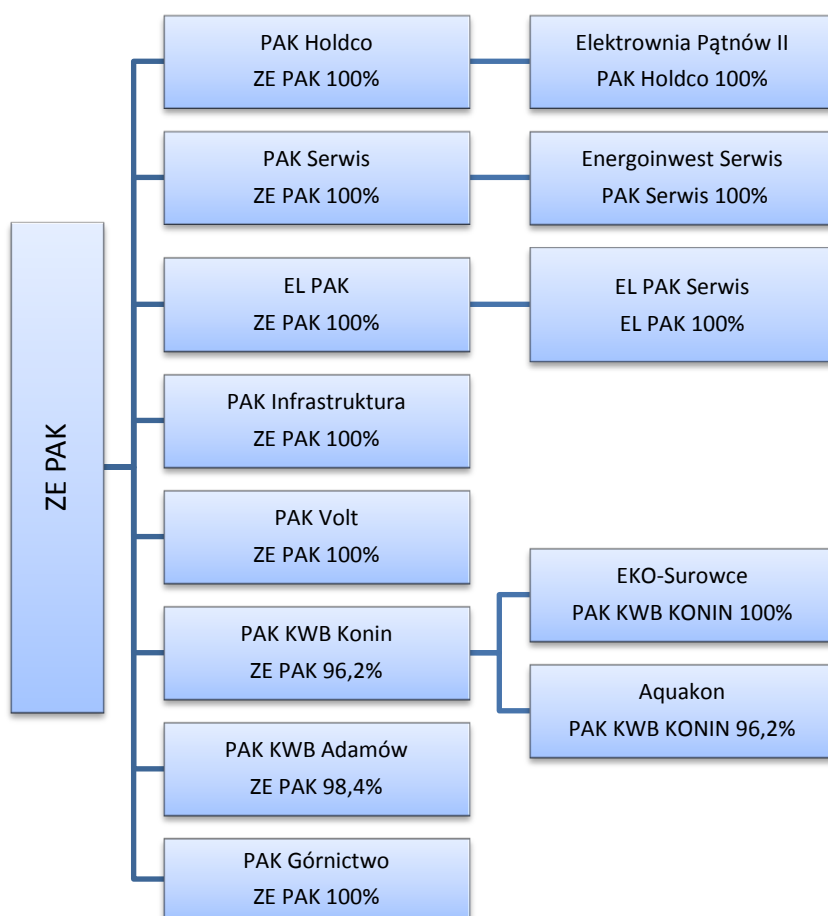 ZE PAK
PAK Holdco
ZE PAK 100%
Elektrownia Pątnów II
PAK Holdco 100%
PAK Serwis
ZE PAK 100%
Energoinwest Serwis
PAK Serwis 100%
EL PAK
ZE PAK 100%
EL PAK Serwis
EL PAK 100%
PAK Infrastruktura
ZE PAK 100%
PAK Volt
ZE PAK 100%
PAK KWB Konin
ZE PAK 96,2%
EKO-Surowce
PAK KWB KONIN 100%
Aquakon
PAK KWB KONIN 96,2%
PAK KWB Adamów
ZE PAK 98,4%
PAK Górnictwo
ZE PAK 100%